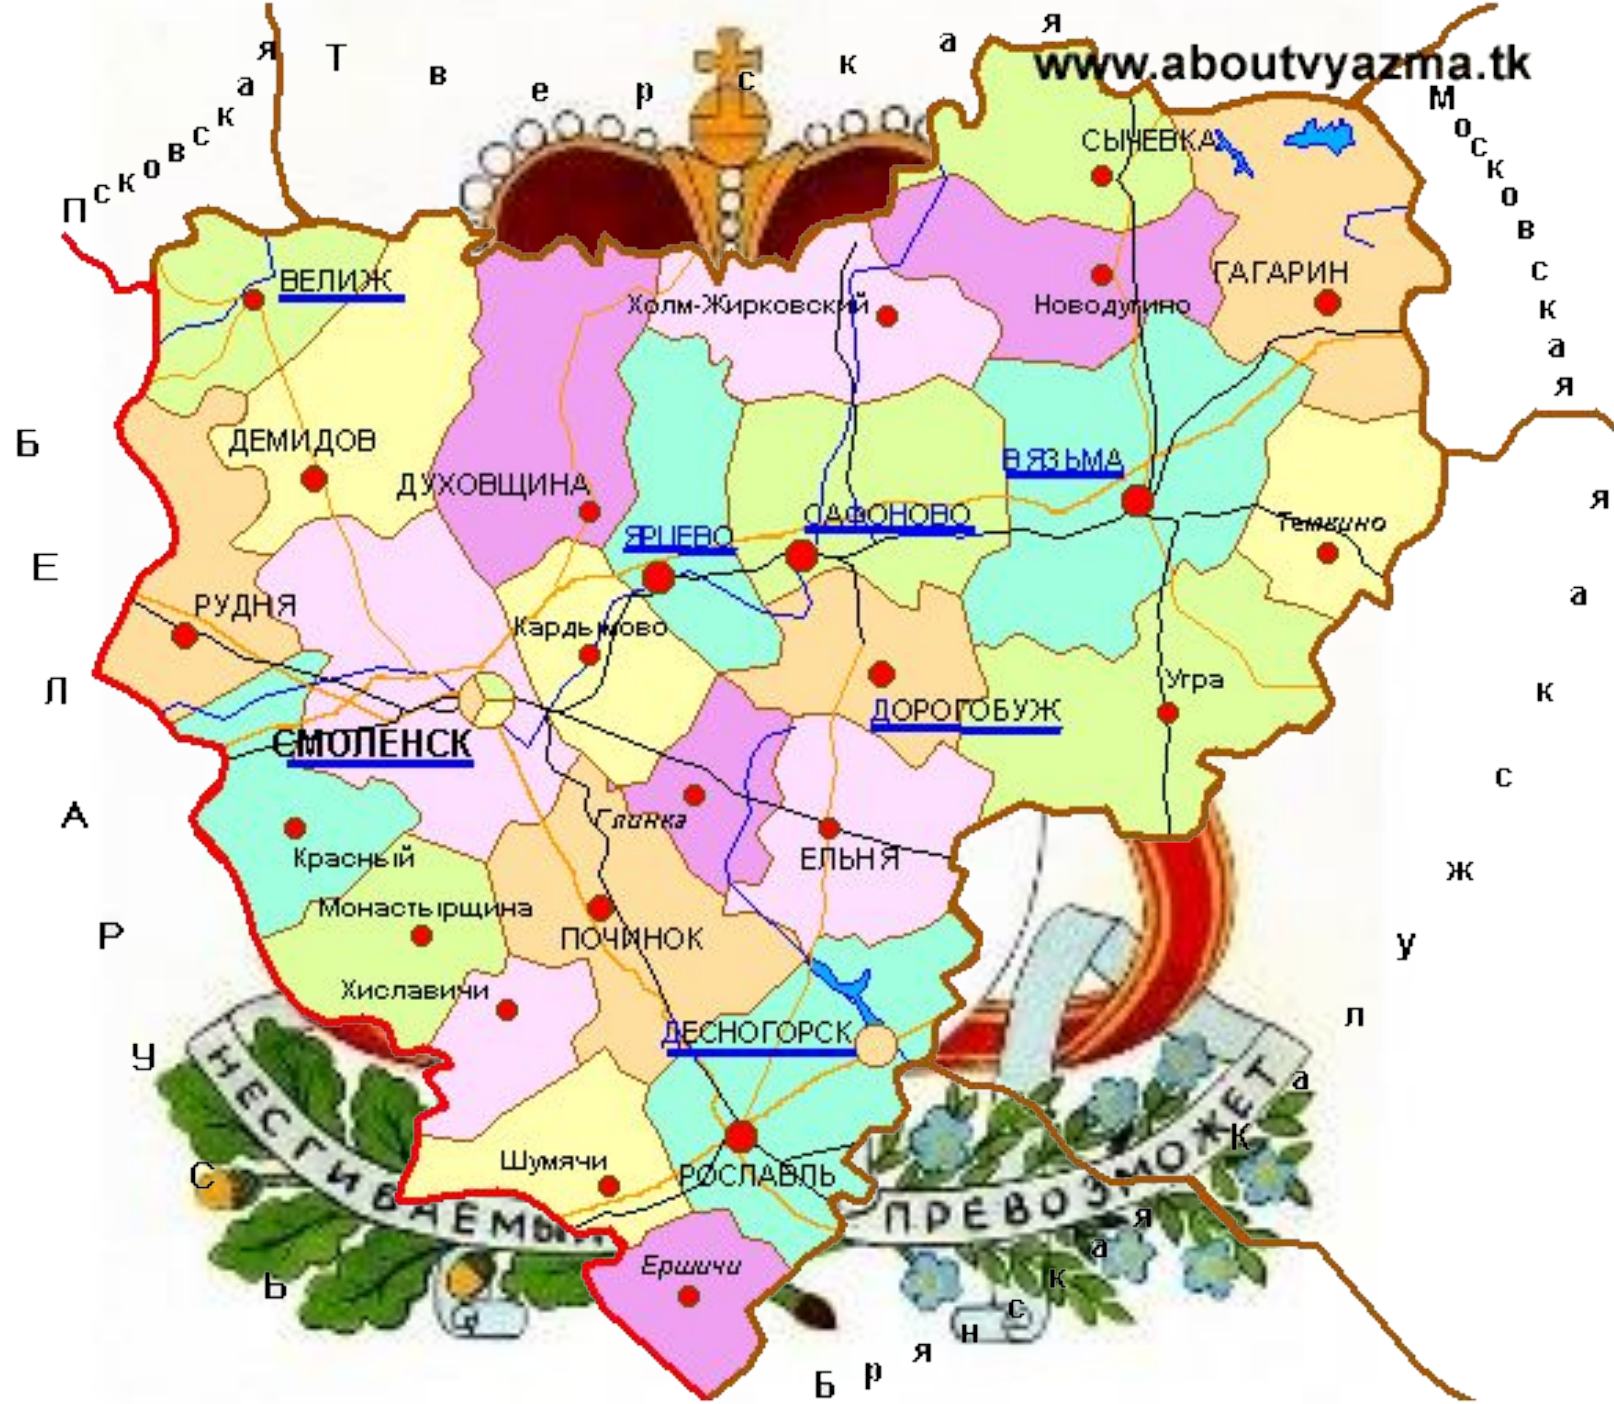 Псковская
Тверская
www.aboutvyazma.tk
Московская
СЫЧЕВКА
ВЕЛИЖ
ГАГАРИН
Холм-Жирковский
Новодугино
ДЕМИДОВ
ДУХОВЩИНА
ВЯЗЬМА
ЯРЦЕВО
САФОНОВО
Темкино
РУДНЯ
Кардымово
Угра
ДОРОГОБУЖ
СМОЛЕНСК
Глинка
Красный
ЕЛЬНЯ
Монастырщина
ПОЧИНОК
Хиславичи
ДЕСНОГОРСК
Шумячи
РОСЛАВЛЬ
Ершичи
БЕЛАРУСЬ
Калужская
Брянская
НЕСГИБАЕМЫЙ
ПРЕВОЗМОЖЕТ